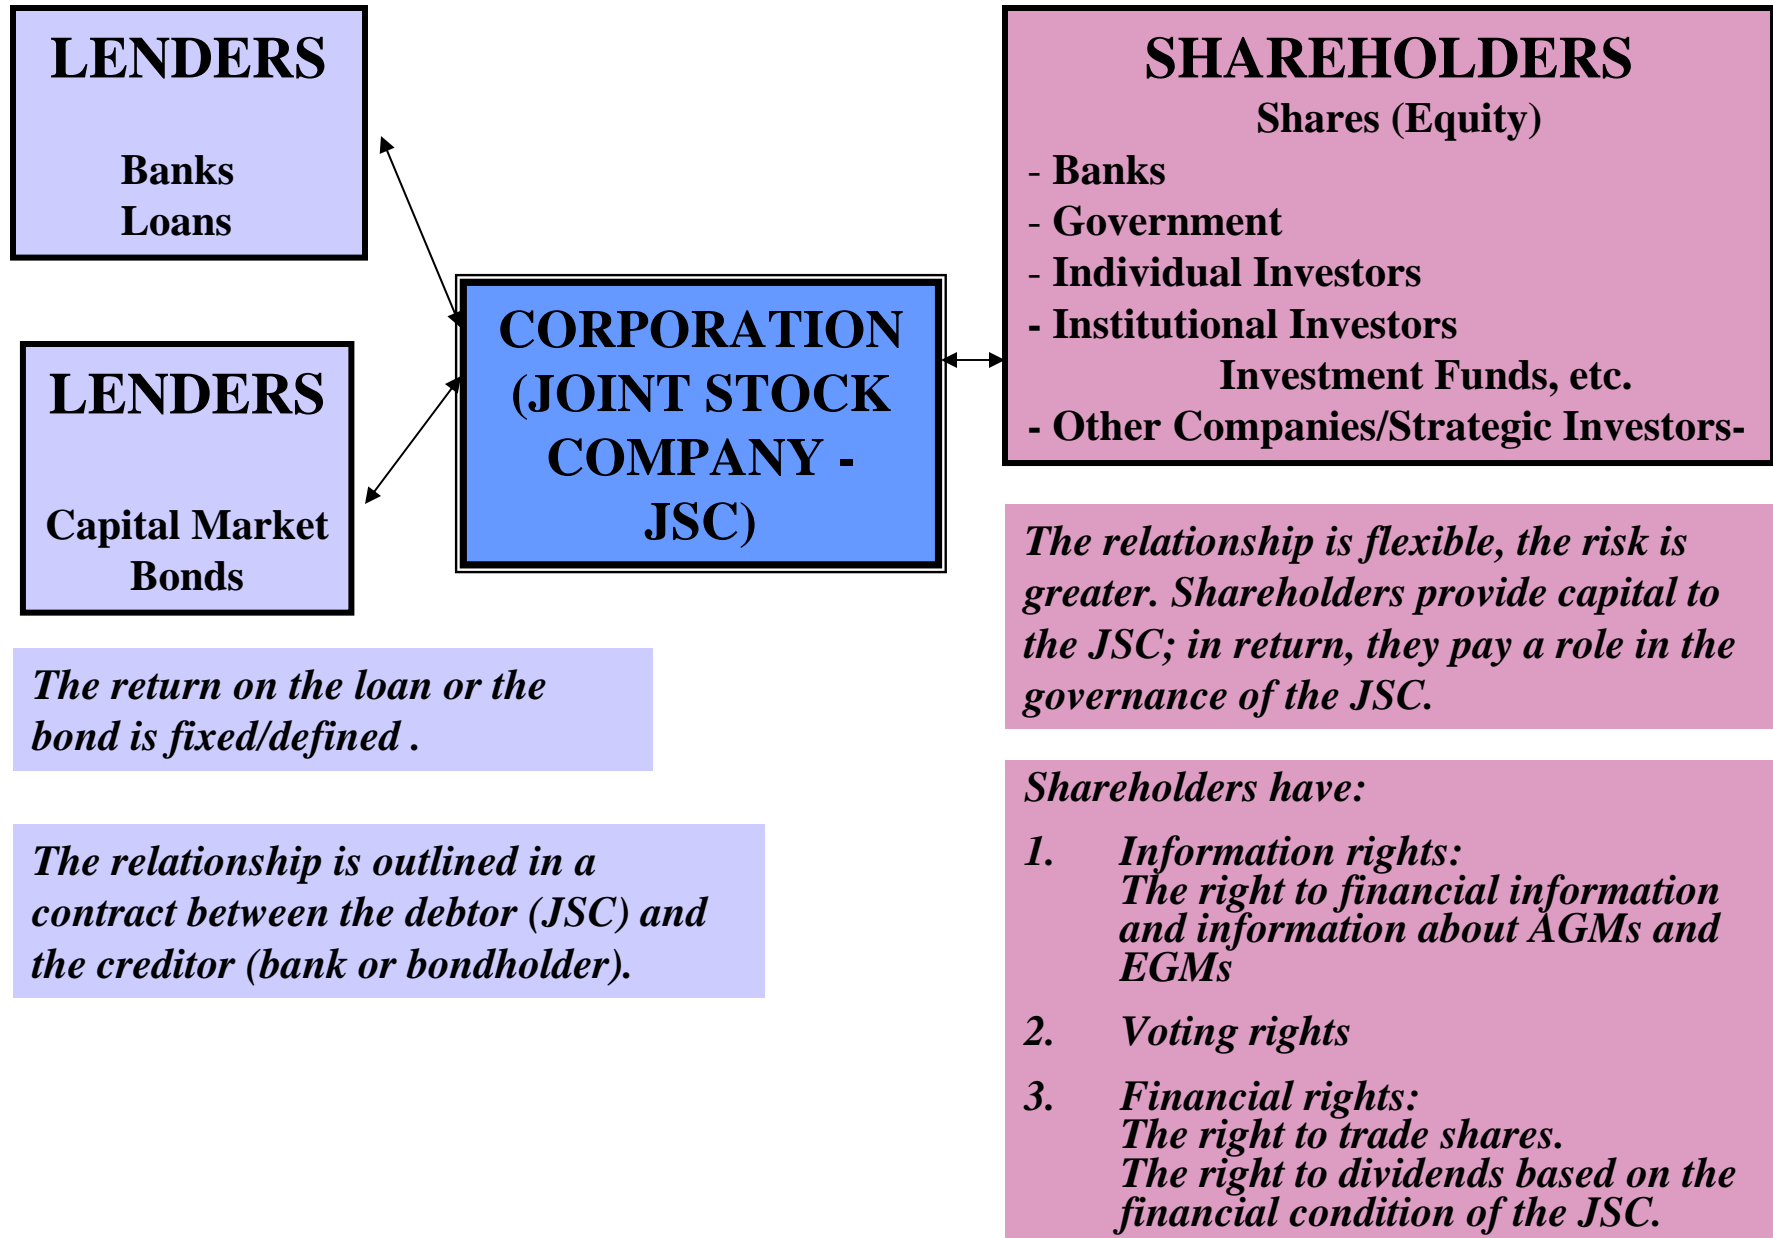 LENDERS
Banks
Loans
LENDERS
Capital Market
Bonds
The return on the loan or the
bond is fixed/defined .
The relationship is outlined in a
contract between the debtor (JSC) and
the creditor (bank or bondholder).
CORPORATION
(JOINT STOCK
COMPANY -
JSC)
SHAREHOLDERS
Shares (Equity)
- Banks
- Government
- Individual Investors
- Institutional Investors
Investment Funds, etc.
- Other Companies/Strategic Investors-
The relationship is flexible, the risk is
greater. Shareholders provide capital to
the JSC; in return, they pay a role in the
governance of the JSC.
Shareholders have:
1. Information rights:
The right to financial information
and information about AGMs and
EGMs
2. Voting rights
3. Financial rights:
The right to trade shares.
The right to dividends based on the
financial condition of the JSC.